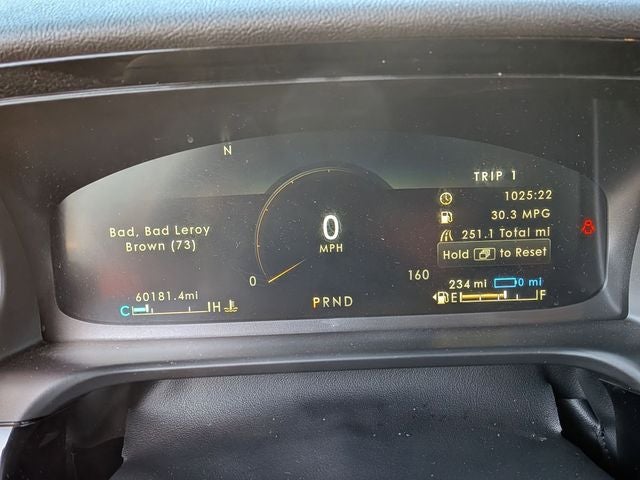 N
TRIP 1
1025:22
30.3 MPG
251.1 Total mi
Hold to Reset
Bad, Bad Leroy
Brown (73)
0
MPH
0
160
60181.4mi
C H
PRND
234 mi 0 mi
E F